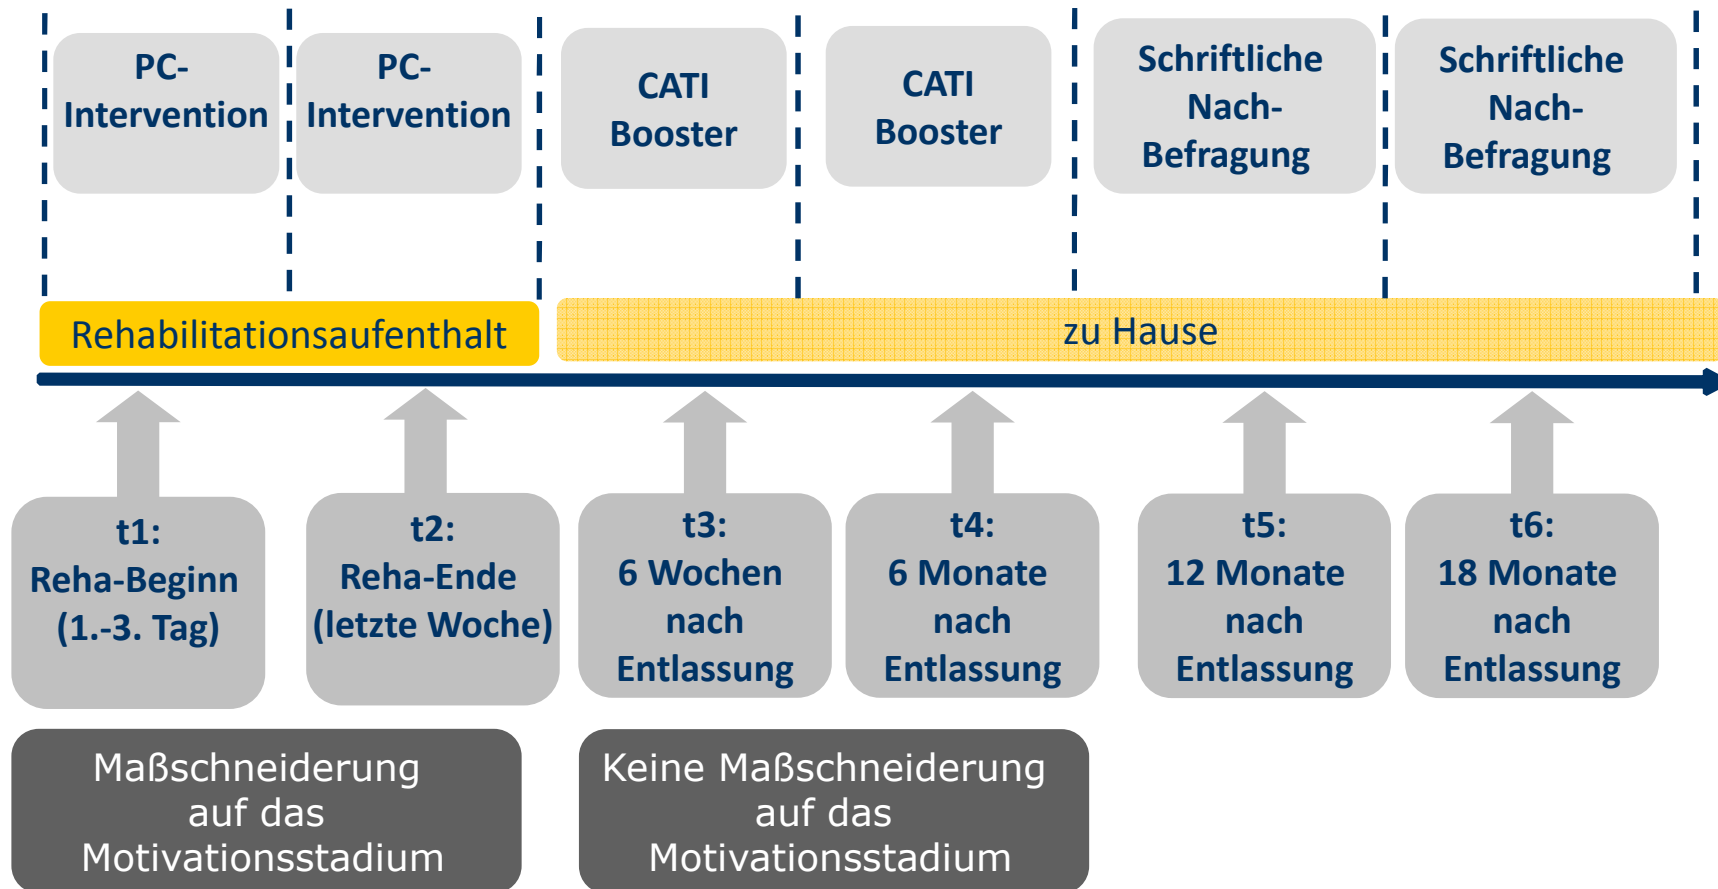 PC-
Intervention
PC-
Intervention
CATI
Booster
CATI
Booster
Schriftliche
Nach-
Befragung
Schriftliche
Nach-
Befragung
Rehabilitationsaufenthalt
zu Hause
t1:
Reha-Beginn
(1.-3. Tag)
t2:
Reha-Ende
(letzte Woche)
t3:
6 Wochen
nach
Entlassung
t4:
6 Monate
nach
Entlassung
t5:
12 Monate
nach
Entlassung
t6:
18 Monate
nach
Entlassung
Maßschneiderung
auf das
Motivationsstadium
Keine Maßschneiderung
auf das
Motivationsstadium